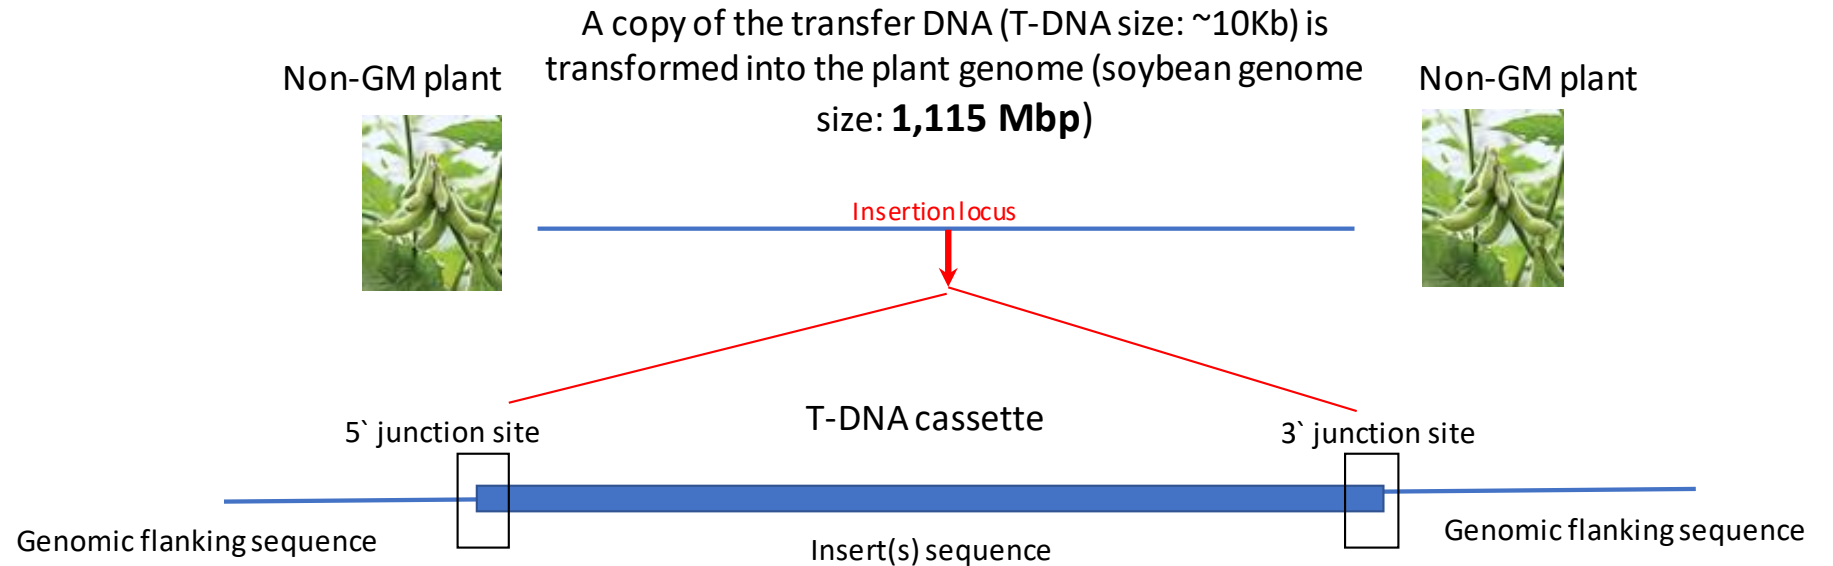 A copy of the transfer DNA (T-DNA size: ~10Kb) is
transformed into the plant genome (soybean genome
size: 1,115 Mbp)
Non-GM plant
Non-GM plant
Insertion locus
T-DNA cassette
5` junction site
3` junction site
Genomic flanking sequence
Insert(s) sequence
Genomic flanking sequence